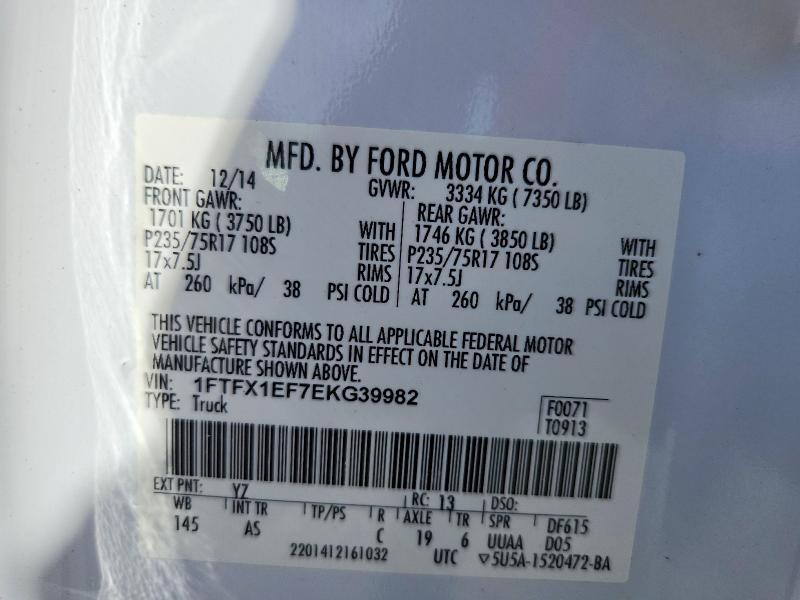 MFD. BY FORD MOTOR CO.
DATE: 12/14 GVWR: 3334 KG ( 7350 LB)
FRONT GAWR: REAR GAWR:
1701 KG ( 3750 LB) WITH 1746 KG ( 3850 LB) WITH
P235/75R17 108S TIRES P235/75R17 108S TIRES
17x7.5J RIMS 17x7.5J RIMS
AT 260 kPa/ 38 PSI COLD AT 260 kPa/ 38 PSI COLD
THIS VEHICLE CONFORMS TO ALL APPLICABLE FEDERAL MOTOR
VEHICLE SAFETY STANDARDS IN EFFECT ON THE DATE OF
MANUFACTURE SHOWN ABOVE.
VIN: 1FTFX1EF7EKG39982
TYPE: Truck
F0071
T0913
EXT PNT: YZ RC: 13 DSO:
WB INT TR TP/PS R AXLE TR SPR DF615
145 AS C 19 6 UUAA D05
2201412161032 UTC ▽5U5A-1520472-BA